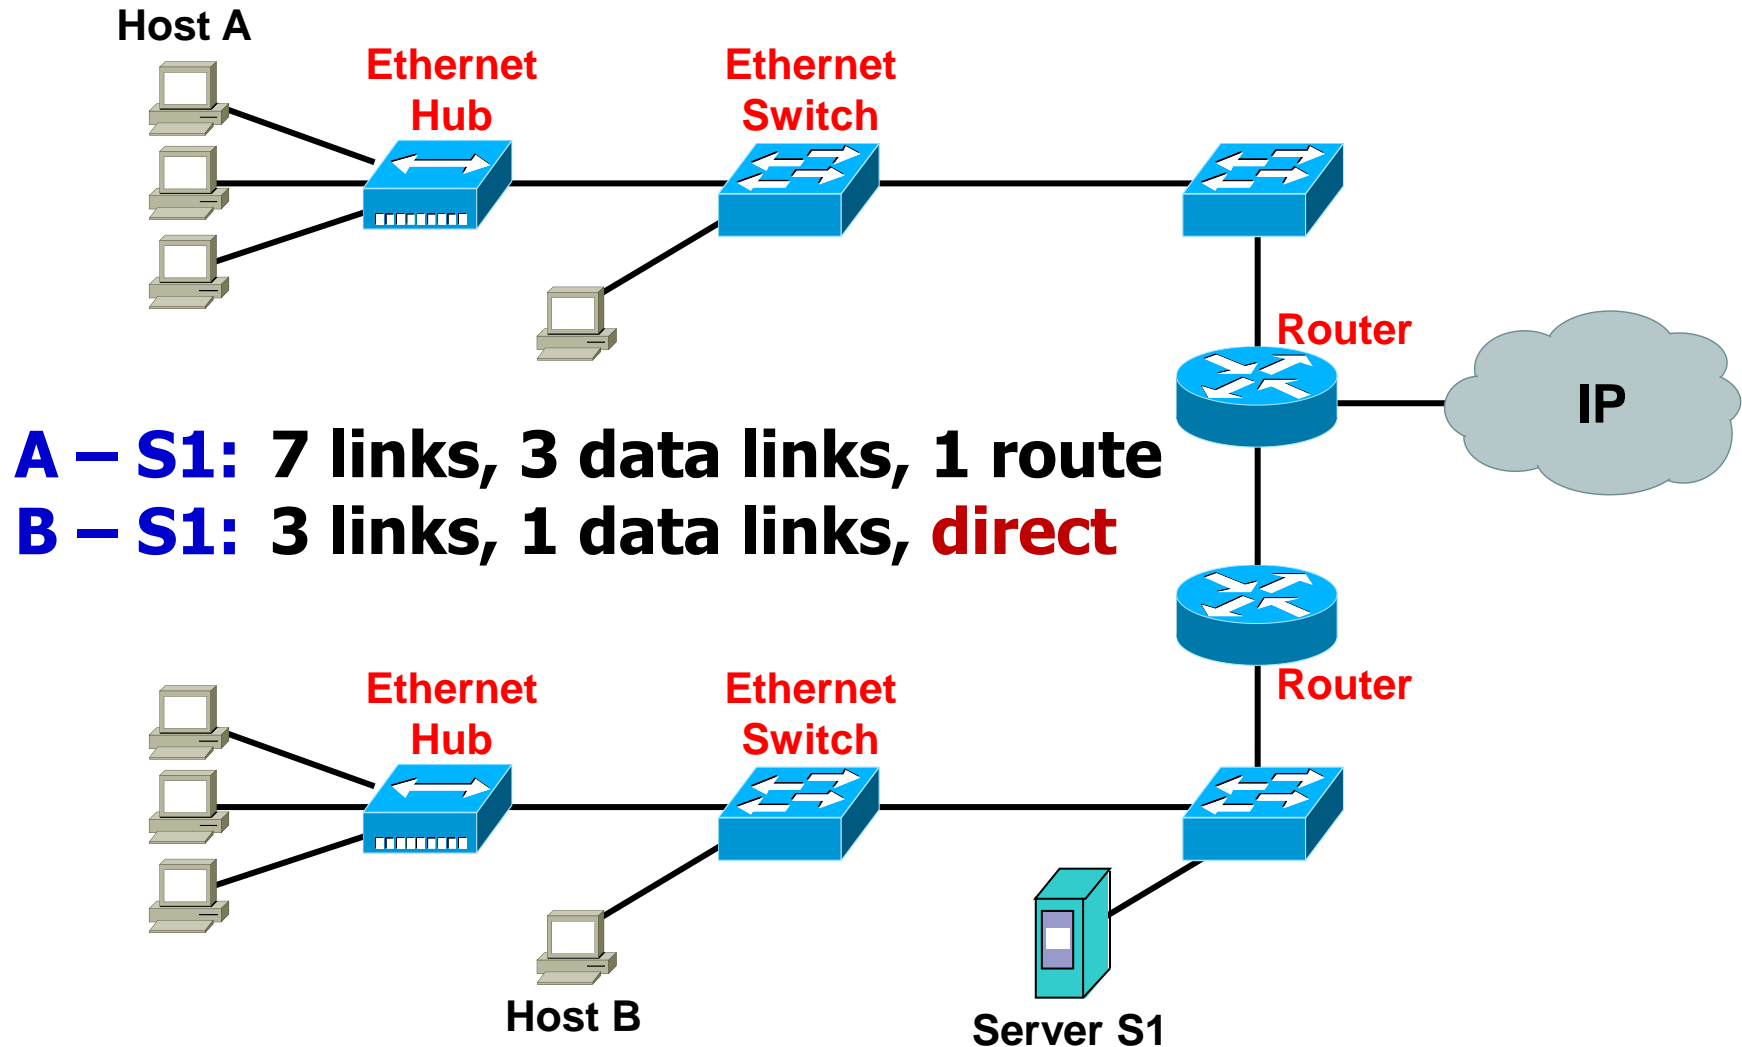 Host A
Ethernet
Hub
Ethernet
Switch
Router
IP
A – S1: 7 links, 3 data links, 1 route
B – S1: 3 links, 1 data links, direct
Router
Ethernet
Hub
Ethernet
Switch
Host B
Server S1